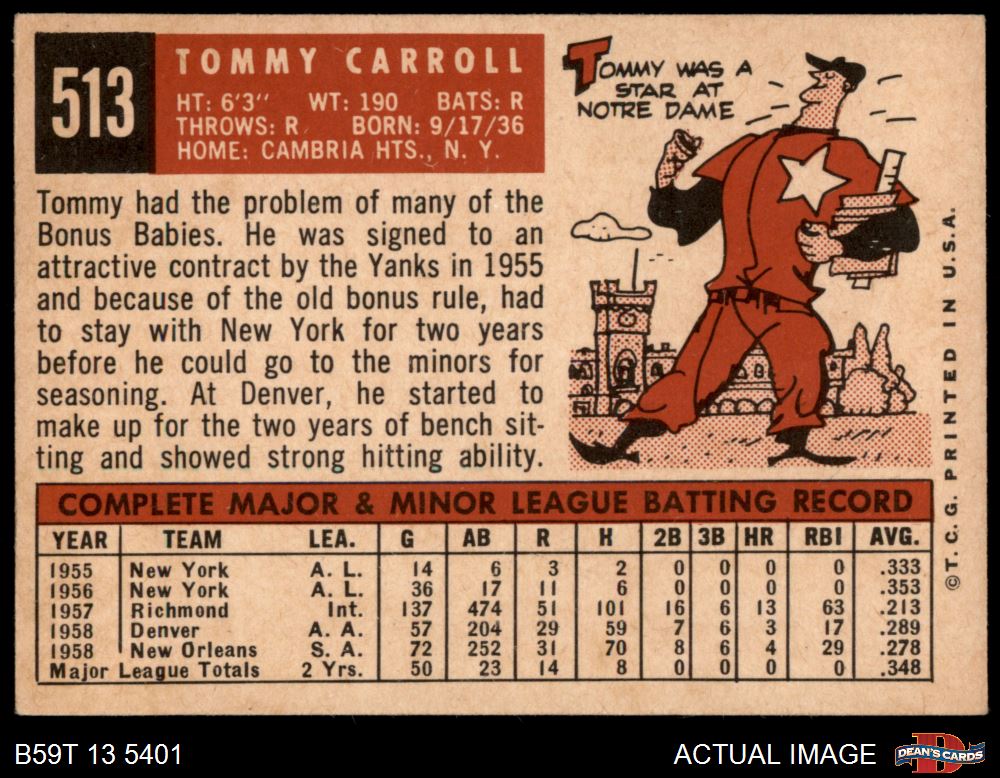 513
TOMMY CARROLL
HT: 6'3" WT: 190 BATS: R
THROWS: R BORN: 9/17/36
HOME: CAMBRIA HTS., N. Y.
TOMMY WAS A
STAR AT
NOTRE DAME
Tommy had the problem of many of the
Bonus Babies. He was signed to an
attractive contract by the Yanks in 1955
and because of the old bonus rule, had
to stay with New York for two years
before he could go to the minors for
seasoning. At Denver, he started to
make up for the two years of bench sit-
ting and showed strong hitting ability.
COMPLETE MAJOR & MINOR LEAGUE BATTING RECORD
YEAR TEAM LEA. G AB R H 2B 3B HR RBI AVG.
1955 New York A. L. 14 6 3 2 0 0 0 0 .333
1956 New York A. L. 36 17 11 6 0 0 0 0 .353
1957 Richmond Int. 137 474 51 101 16 6 13 63 .213
1958 Denver A. A. 57 204 29 59 7 6 3 17 .289
1958 New Orleans S. A. 72 252 31 70 8 6 4 29 .278
Major League Totals 2 Yrs. 50 23 14 8 0 0 0 0 .348
©T.C.G. PRINTED IN U.S.A.
B59T 13 5401
ACTUAL IMAGE
D
DEAN'S CARDS